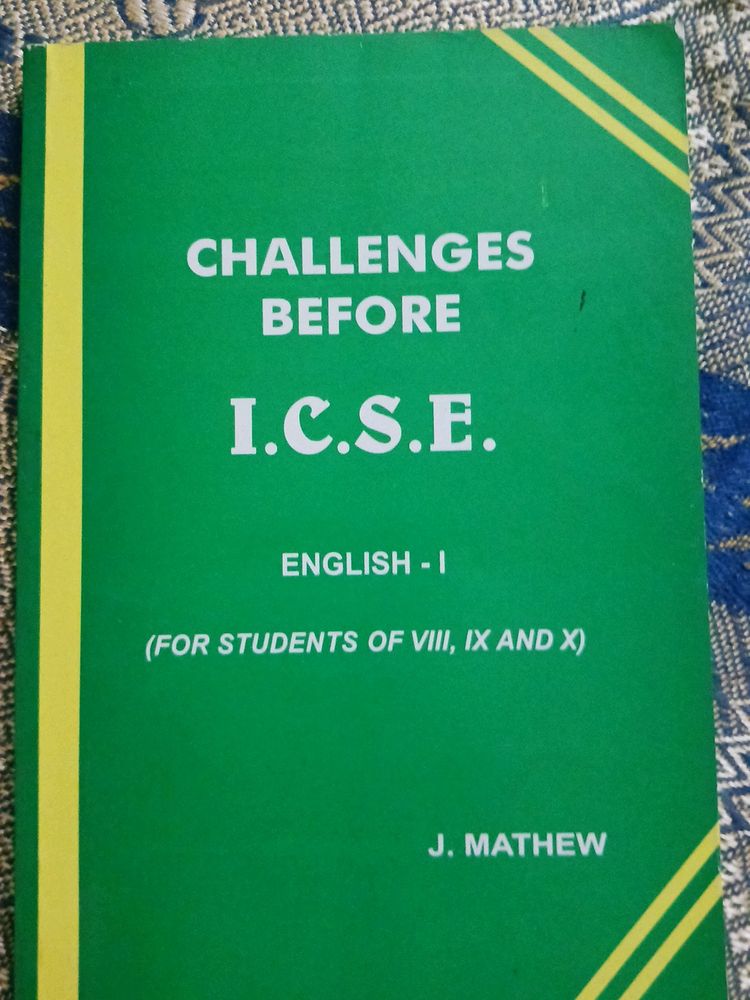 CHALLENGES
BEFORE
I.C.S.E.
ENGLISH - I
(FOR STUDENTS OF VIII, IX AND X)
J. MATHEW